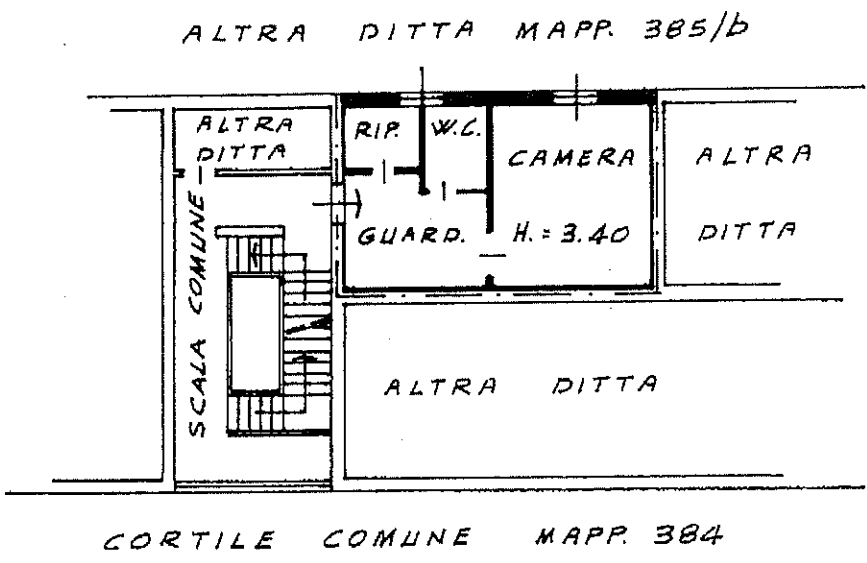 ALTRA DITTA MAPP. 385/b
ALTRA
DITTA
RIP.
W.C.
CAMERA
ALTRA
DITTA
GUARD.
H. = 3.40
SCALA COMUNE
ALTRA DITTA
CORTILE COMUNE MAPP. 384